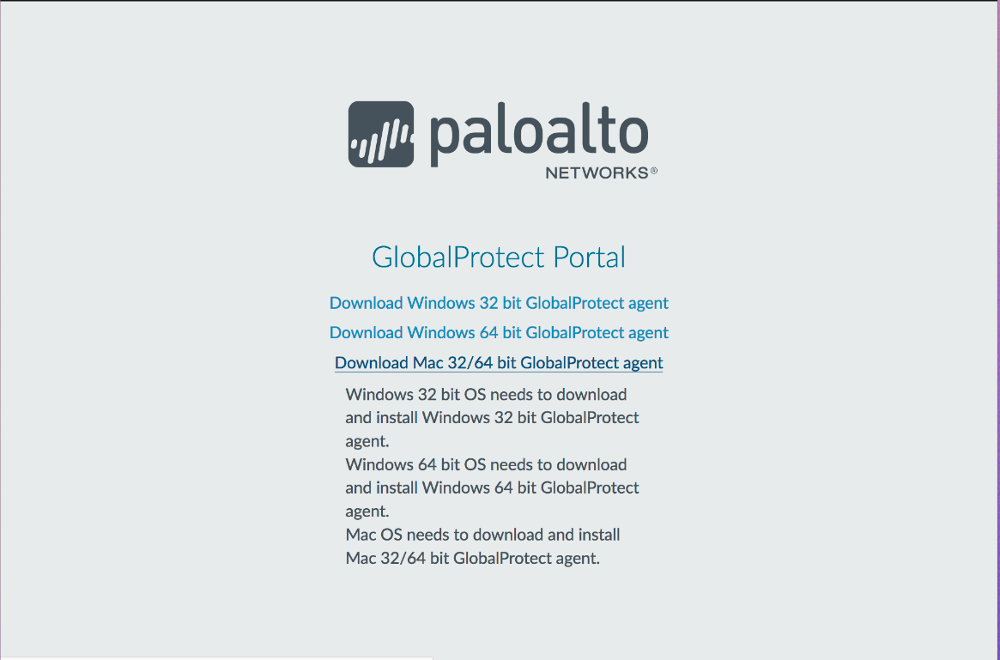 paloalto
NETWORKS®
GlobalProtect Portal
Download Windows 32 bit GlobalProtect agent
Download Windows 64 bit GlobalProtect agent
Download Mac 32/64 bit GlobalProtect agent
Windows 32 bit OS needs to download
and install Windows 32 bit GlobalProtect
agent.
Windows 64 bit OS needs to download
and install Windows 64 bit GlobalProtect
agent.
Mac OS needs to download and install
Mac 32/64 bit GlobalProtect agent.